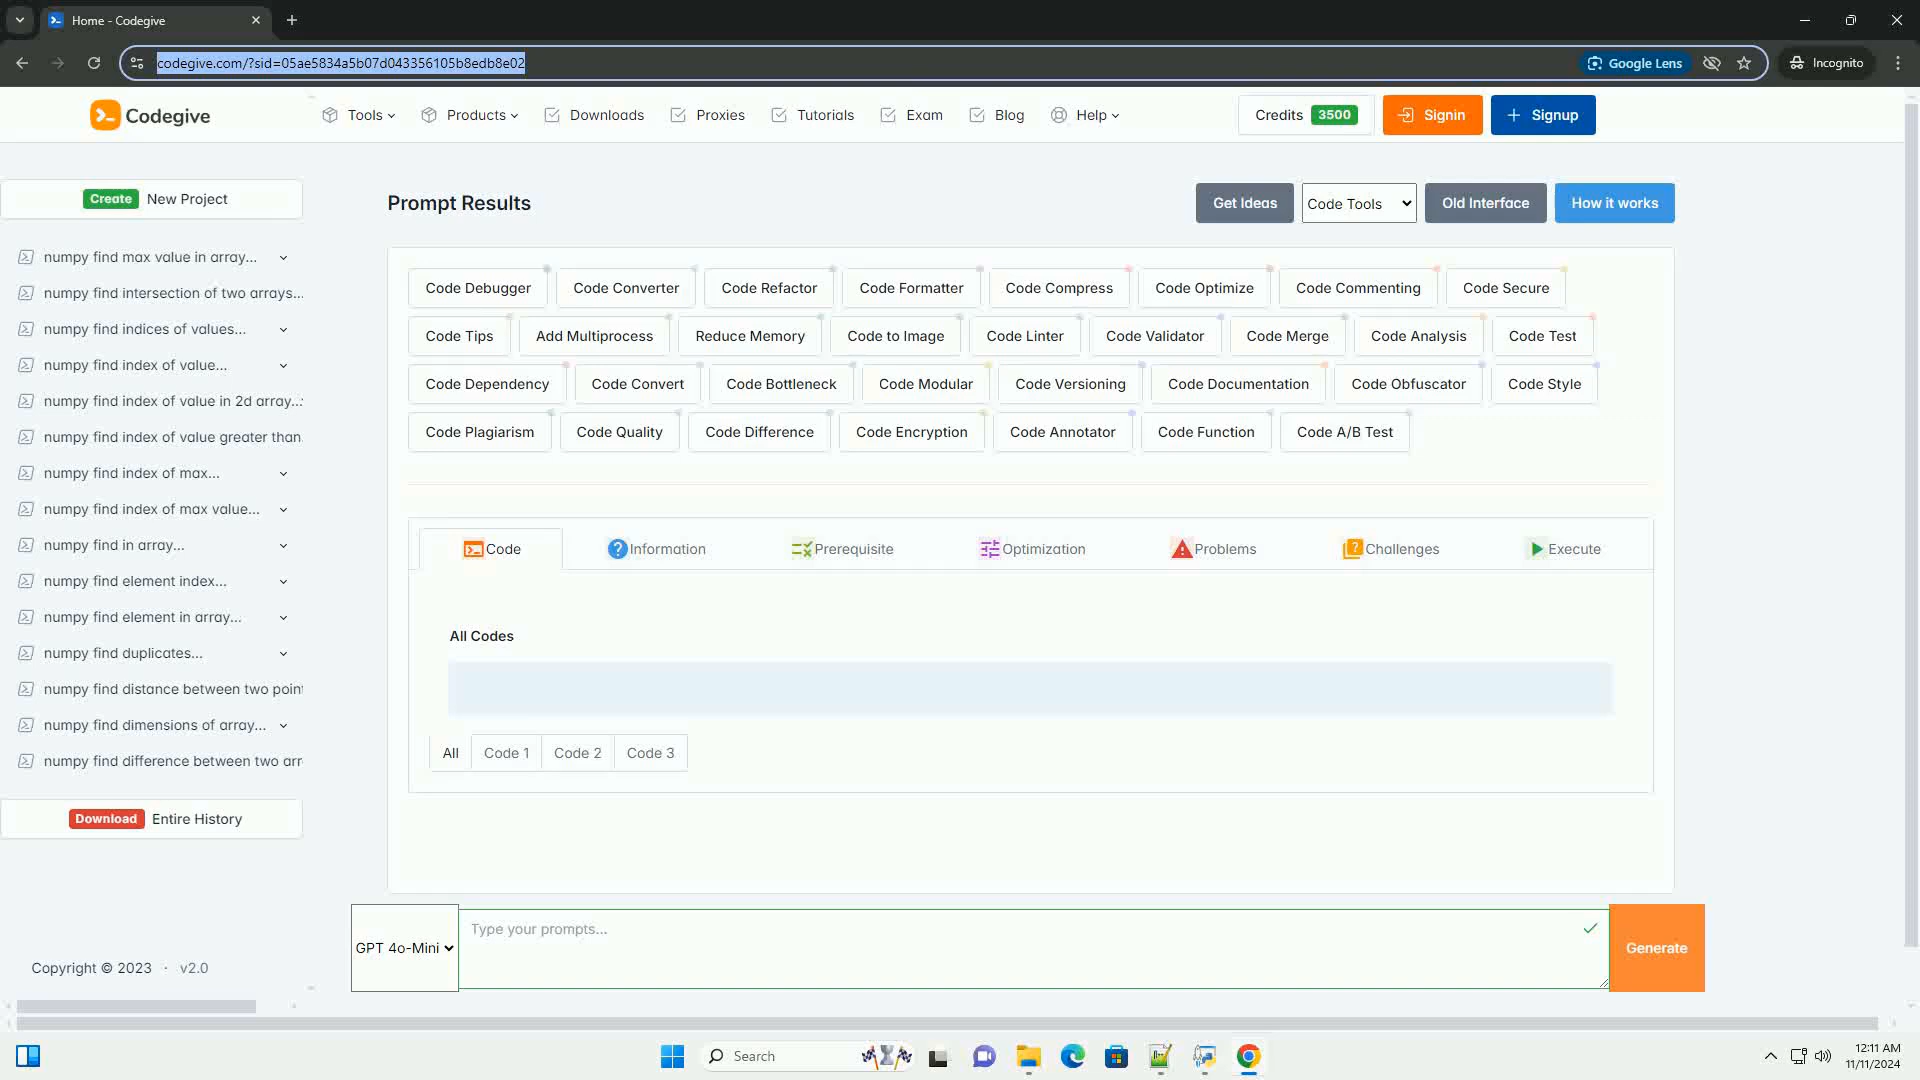 Home - Codegive
codegive.com/?sid=05ae5834a5b07d043356105b8edb8e02
Google Lens
Incognito
Codegive
Tools
Products
Downloads
Proxies
Tutorials
Exam
Blog
Help
Credits 3500
Signin
Signup
Create New Project
numpy find max value in array...
numpy find intersection of two arrays...
numpy find indices of values...
numpy find index of value...
numpy find index of value in 2d array...
numpy find index of value greater than
numpy find index of max...
numpy find index of max value...
numpy find in array...
numpy find element index...
numpy find element in array...
numpy find duplicates...
numpy find distance between two point
numpy find dimensions of array...
numpy find difference between two arr
Download Entire History
Copyright © 2023 · v2.0
Prompt Results
Get Ideas
Code Tools
Old Interface
How it works
Code Debugger
Code Converter
Code Refactor
Code Formatter
Code Compress
Code Optimize
Code Commenting
Code Secure
Code Tips
Add Multiprocess
Reduce Memory
Code to Image
Code Linter
Code Validator
Code Merge
Code Analysis
Code Test
Code Dependency
Code Convert
Code Bottleneck
Code Modular
Code Versioning
Code Documentation
Code Obfuscator
Code Style
Code Plagiarism
Code Quality
Code Difference
Code Encryption
Code Annotator
Code Function
Code A/B Test
Code
Information
Prerequisite
Optimization
Problems
Challenges
Execute
All Codes
All
Code 1
Code 2
Code 3
GPT 4o-Mini
Type your prompts...
Generate
Search
12:11 AM
11/11/2024